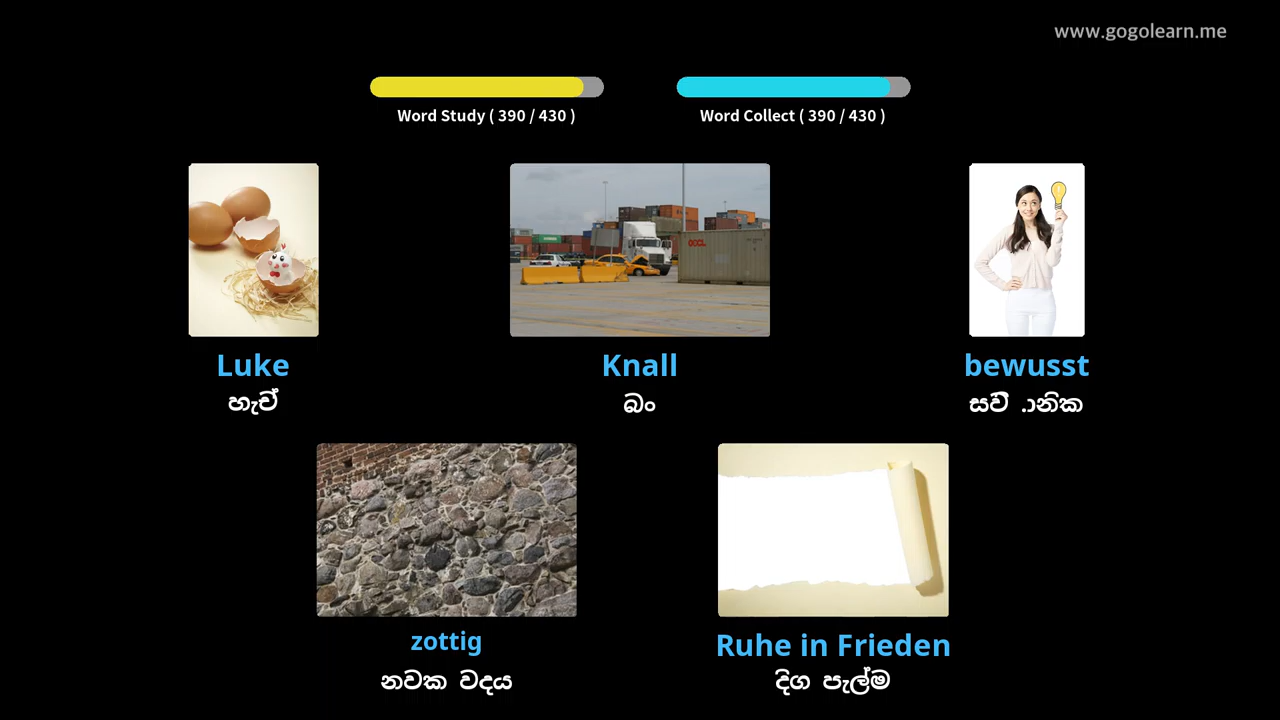 www.gogolearn.me
Word Study ( 390 / 430 )
Word Collect ( 390 / 430 )
Luke
හැච්
Knall
බං
bewusst
Ruhe in Frieden
දිග පැල්ම
zottig
නවක වදය